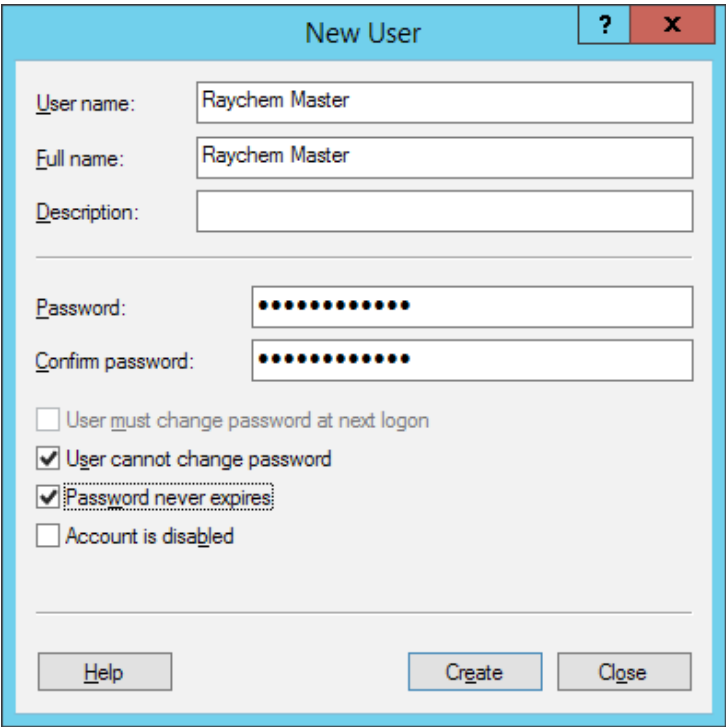 New User
?
x
User name:
Raychem Master
Full name:
Raychem Master
Description:
Password:
●●●●●●●●●●●●
Confirm password:
●●●●●●●●●●●●
User must change password at next logon
User cannot change password
Password never expires
Account is disabled
Help
Create
Close